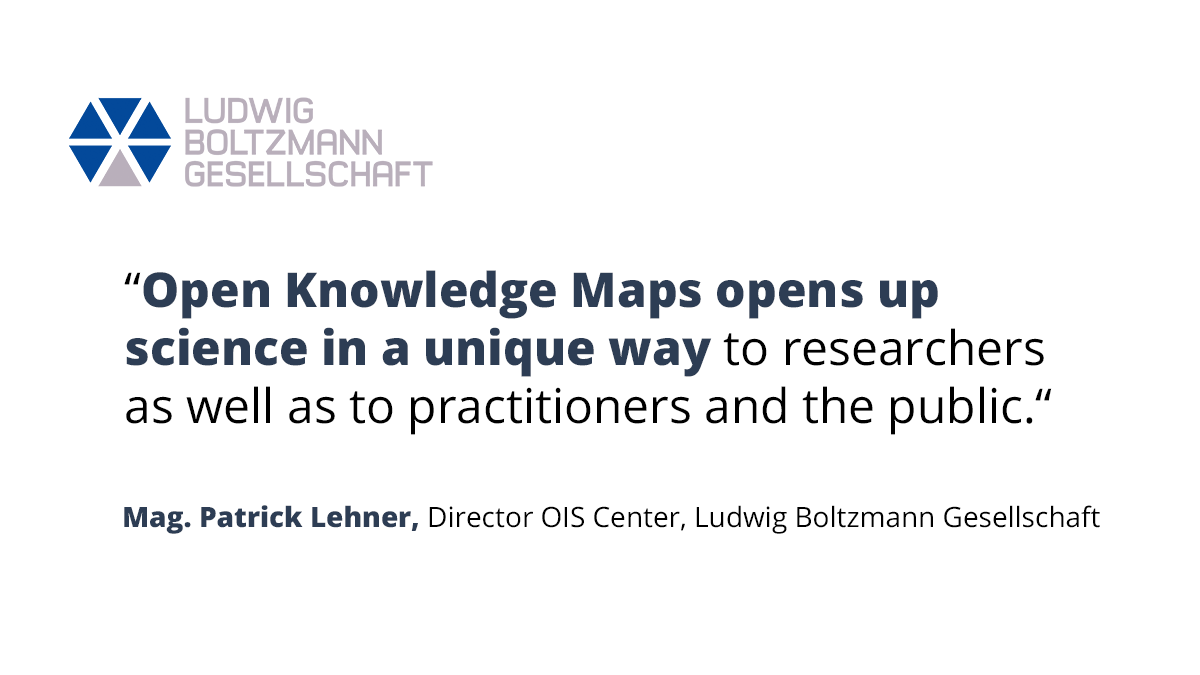 LUDWIG
BOLTZMANN
GESELLSCHAFT
“Open Knowledge Maps opens up
science in a unique way to researchers
as well as to practitioners and the public.“
Mag. Patrick Lehner, Director OIS Center, Ludwig Boltzmann Gesellschaft